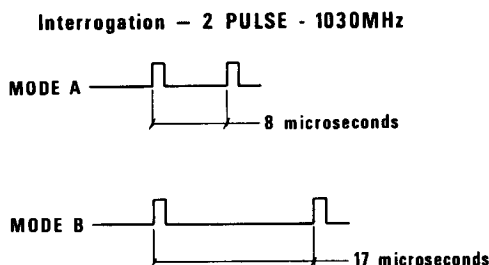 Interrogation – 2 PULSE - 1030MHz
MODE A
8 microseconds
MODE B
17 microseconds